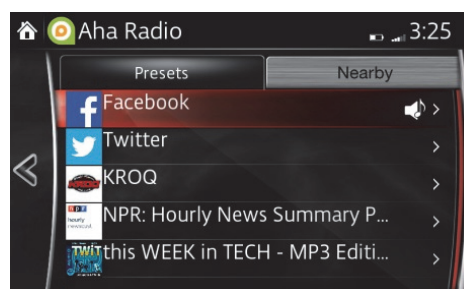 Aha Radio 3:25
Presets Nearby
Facebook
Twitter
KROQ
NPR: Hourly News Summary P...
this WEEK in TECH - MP3 Editi...